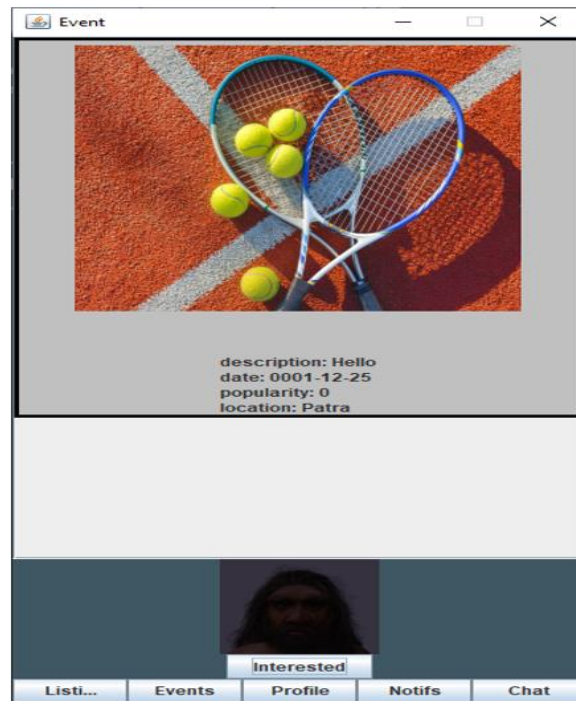 Event
description: Hello
date: 0001-12-25
popularity: 0
location: Patra
Interested
Listi... Events Profile Notifs Chat